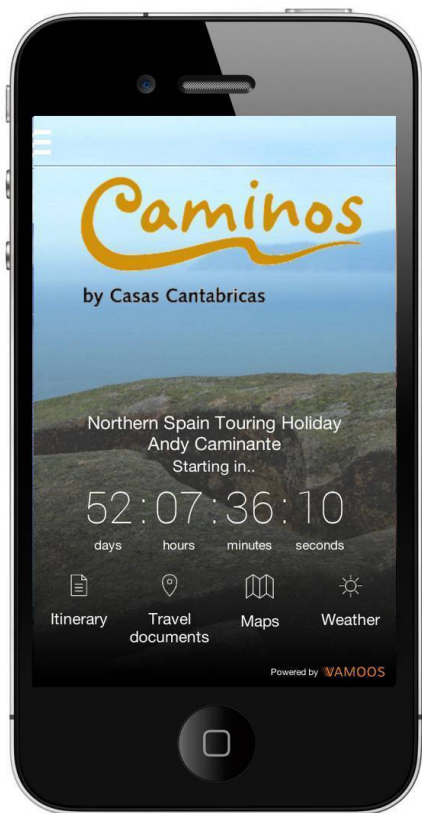 Caminos
by Casas Cantabricas
Northern Spain Touring Holiday
Andy Caminante
Starting in..
52:07:36:10
days hours minutes seconds
Itinerary Travel documents Maps Weather
Powered by VAMOOS